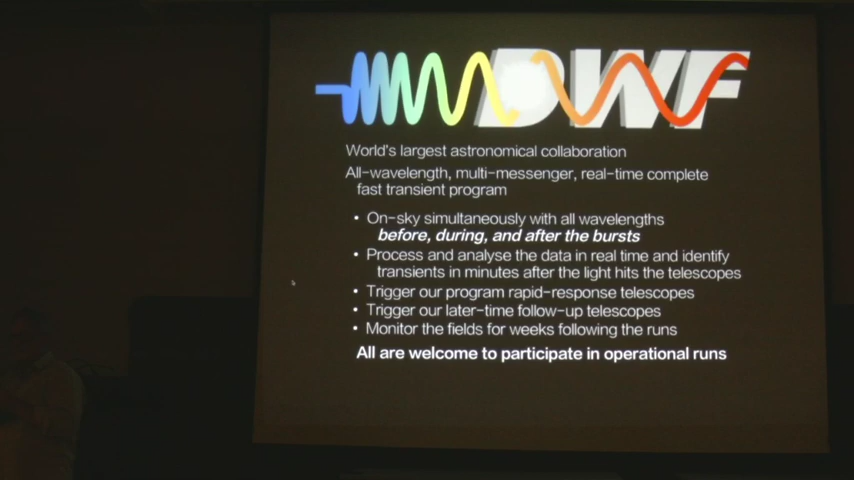 DWF
World's largest astronomical collaboration
All-wavelength, multi-messenger, real-time complete
fast transient program
• On-sky simultaneously with all wavelengths
before, during, and after the bursts
• Process and analyse the data in real time and identify
transients in minutes after the light hits the telescopes
• Trigger our program rapid-response telescopes
• Trigger our later-time follow-up telescopes
• Monitor the fields for weeks following the runs
All are welcome to participate in operational runs